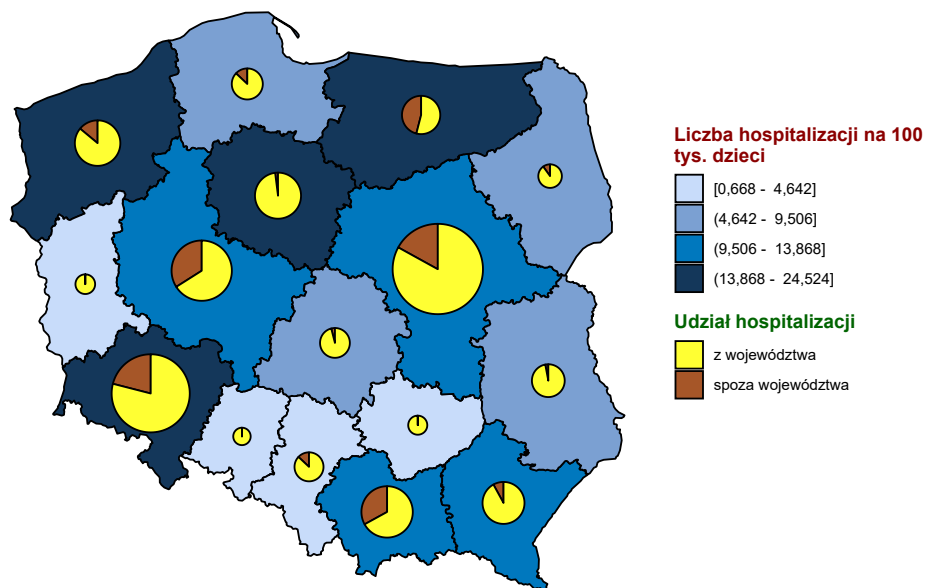 Liczba hospitalizacji na 100
tys. dzieci
[0,668 - 4,642]
(4,642 - 9,506]
(9,506 - 13,868]
(13,868 - 24,524]
Udział hospitalizacji
z województwa
spoza województwa